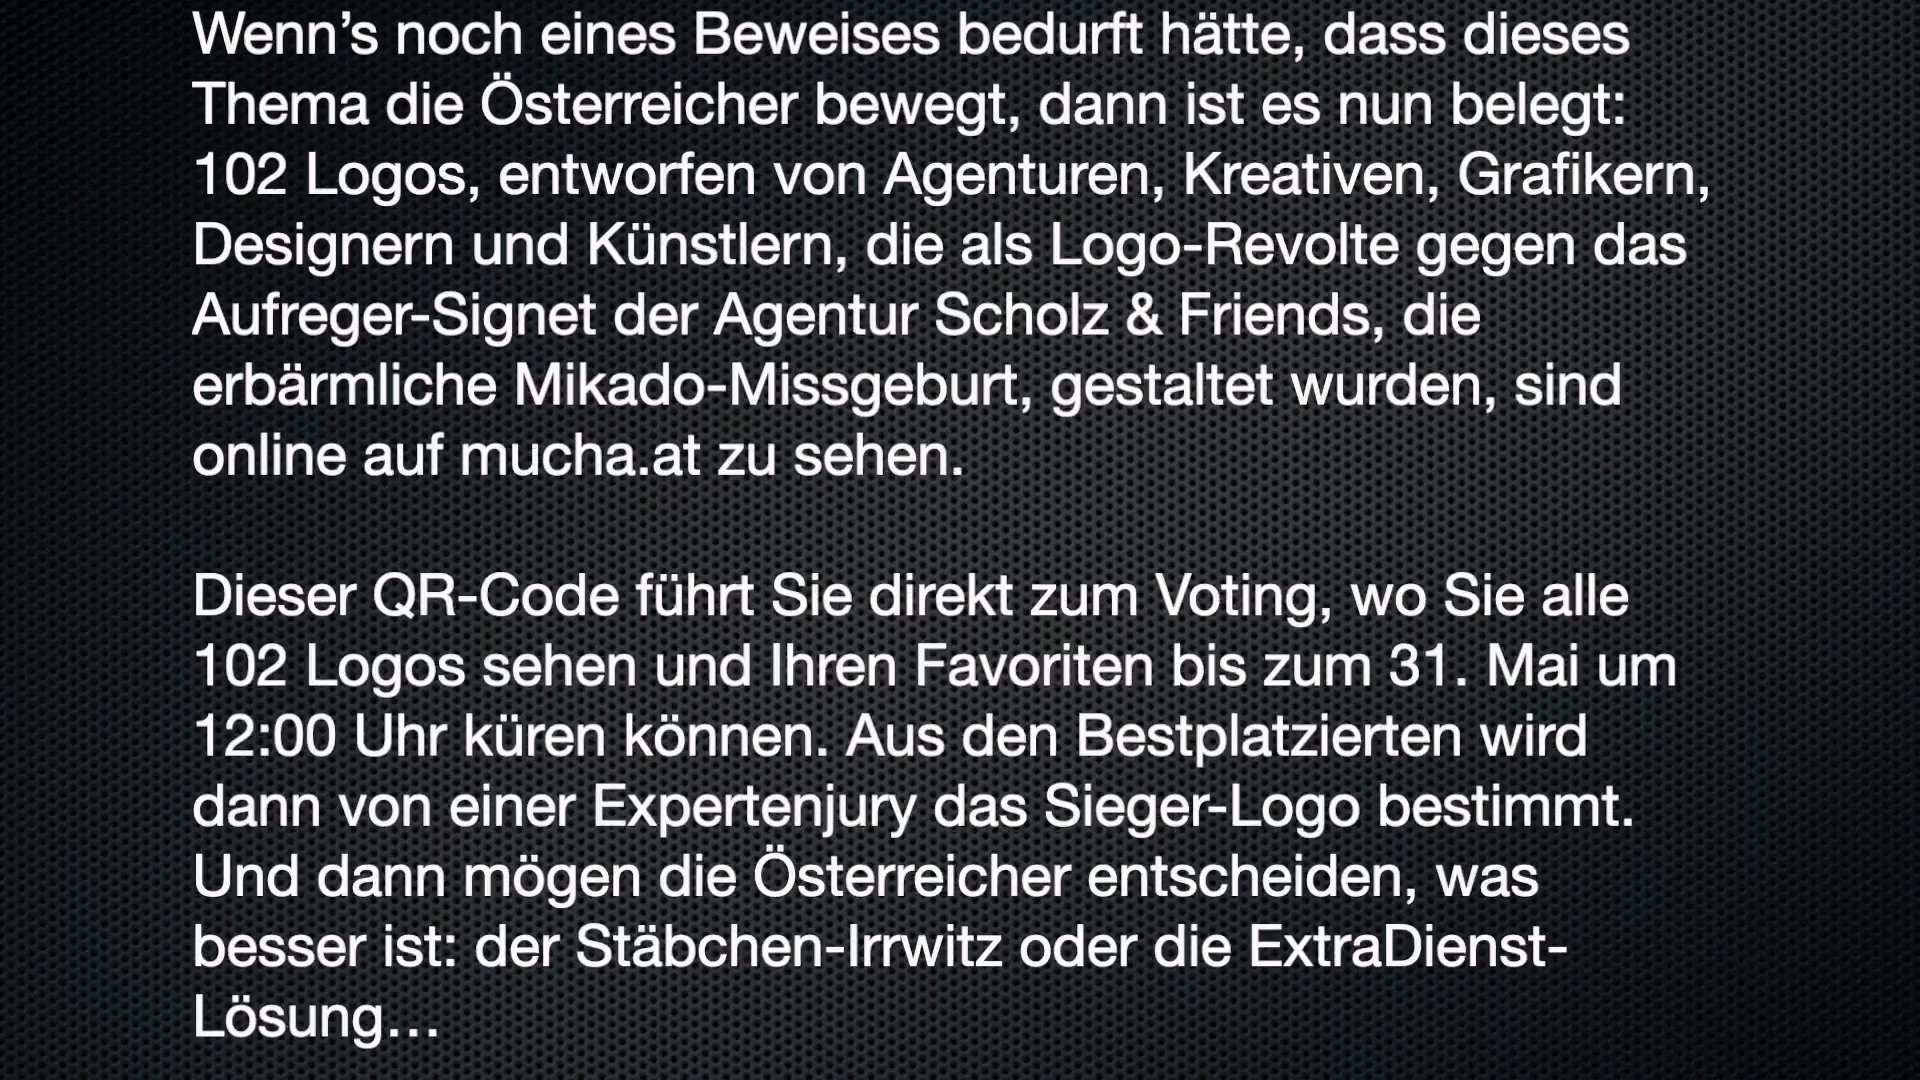 Wenn’s noch eines Beweises bedurft hätte, dass dieses
Thema die Österreicher bewegt, dann ist es nun belegt:
102 Logos, entworfen von Agenturen, Kreativen, Grafikern,
Designern und Künstlern, die als Logo-Revolte gegen das
Aufreger-Signet der Agentur Scholz & Friends, die
erbärmliche Mikado-Missgeburt, gestaltet wurden, sind
online auf mucha.at zu sehen.
Dieser QR-Code führt Sie direkt zum Voting, wo Sie alle
102 Logos sehen und Ihren Favoriten bis zum 31. Mai um
12:00 Uhr küren können. Aus den Bestplatzierten wird
dann von einer Expertenjury das Sieger-Logo bestimmt.
Und dann mögen die Österreicher entscheiden, was
besser ist: der Stäbchen-Irrwitz oder die ExtraDienst-
Lösung…